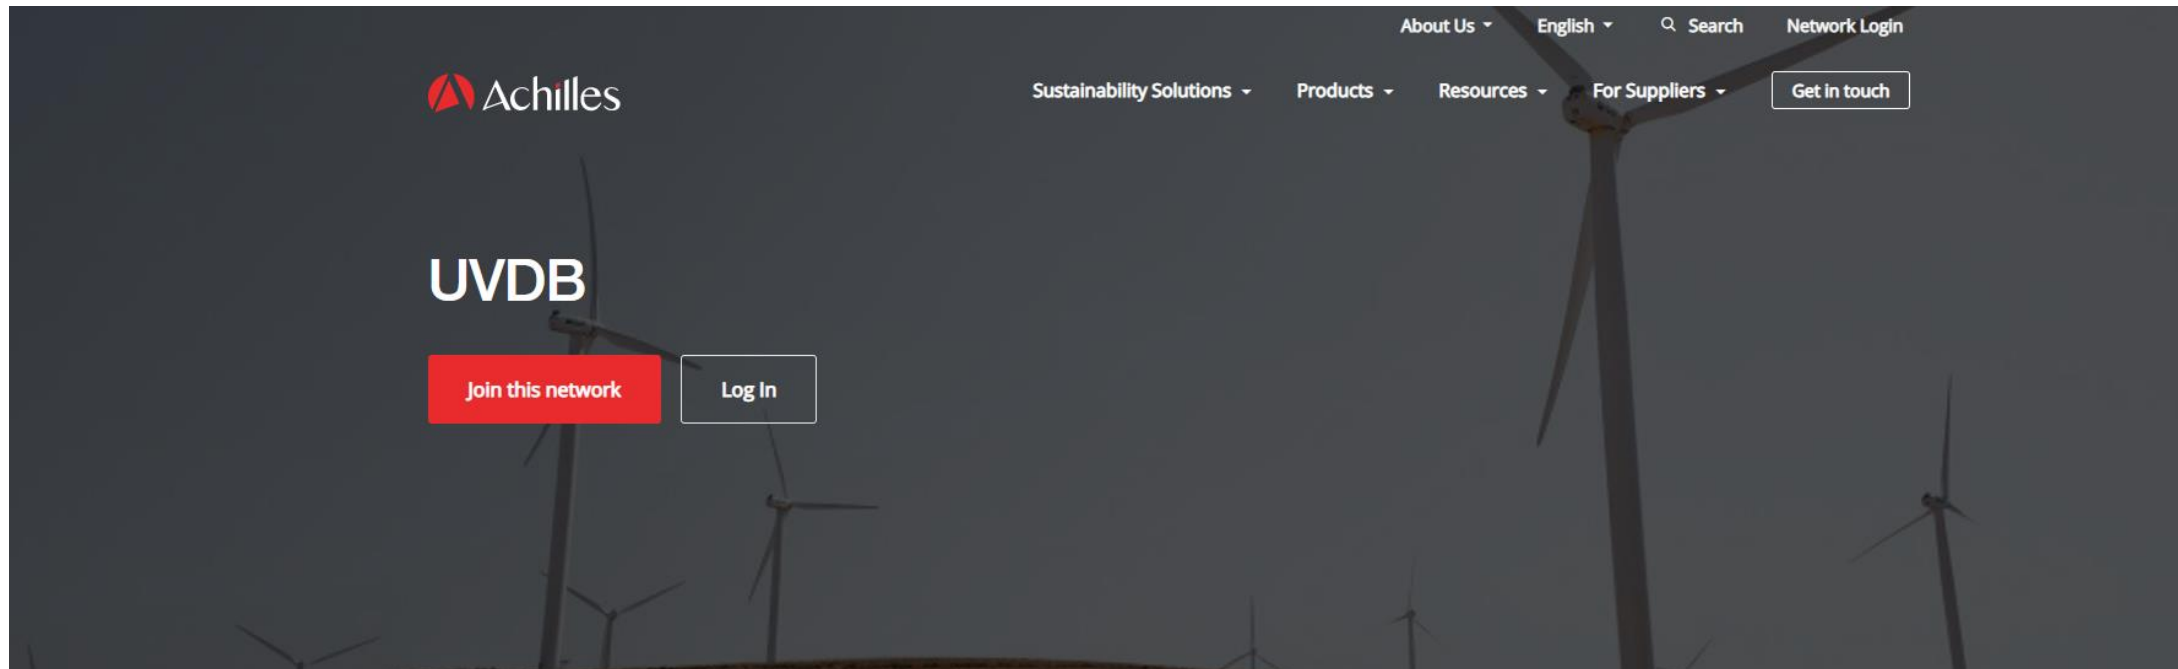 About Us English Search Network Login
Achilles Sustainability Solutions Products Resources For Suppliers Get in touch
UVDB
Join this network Log In